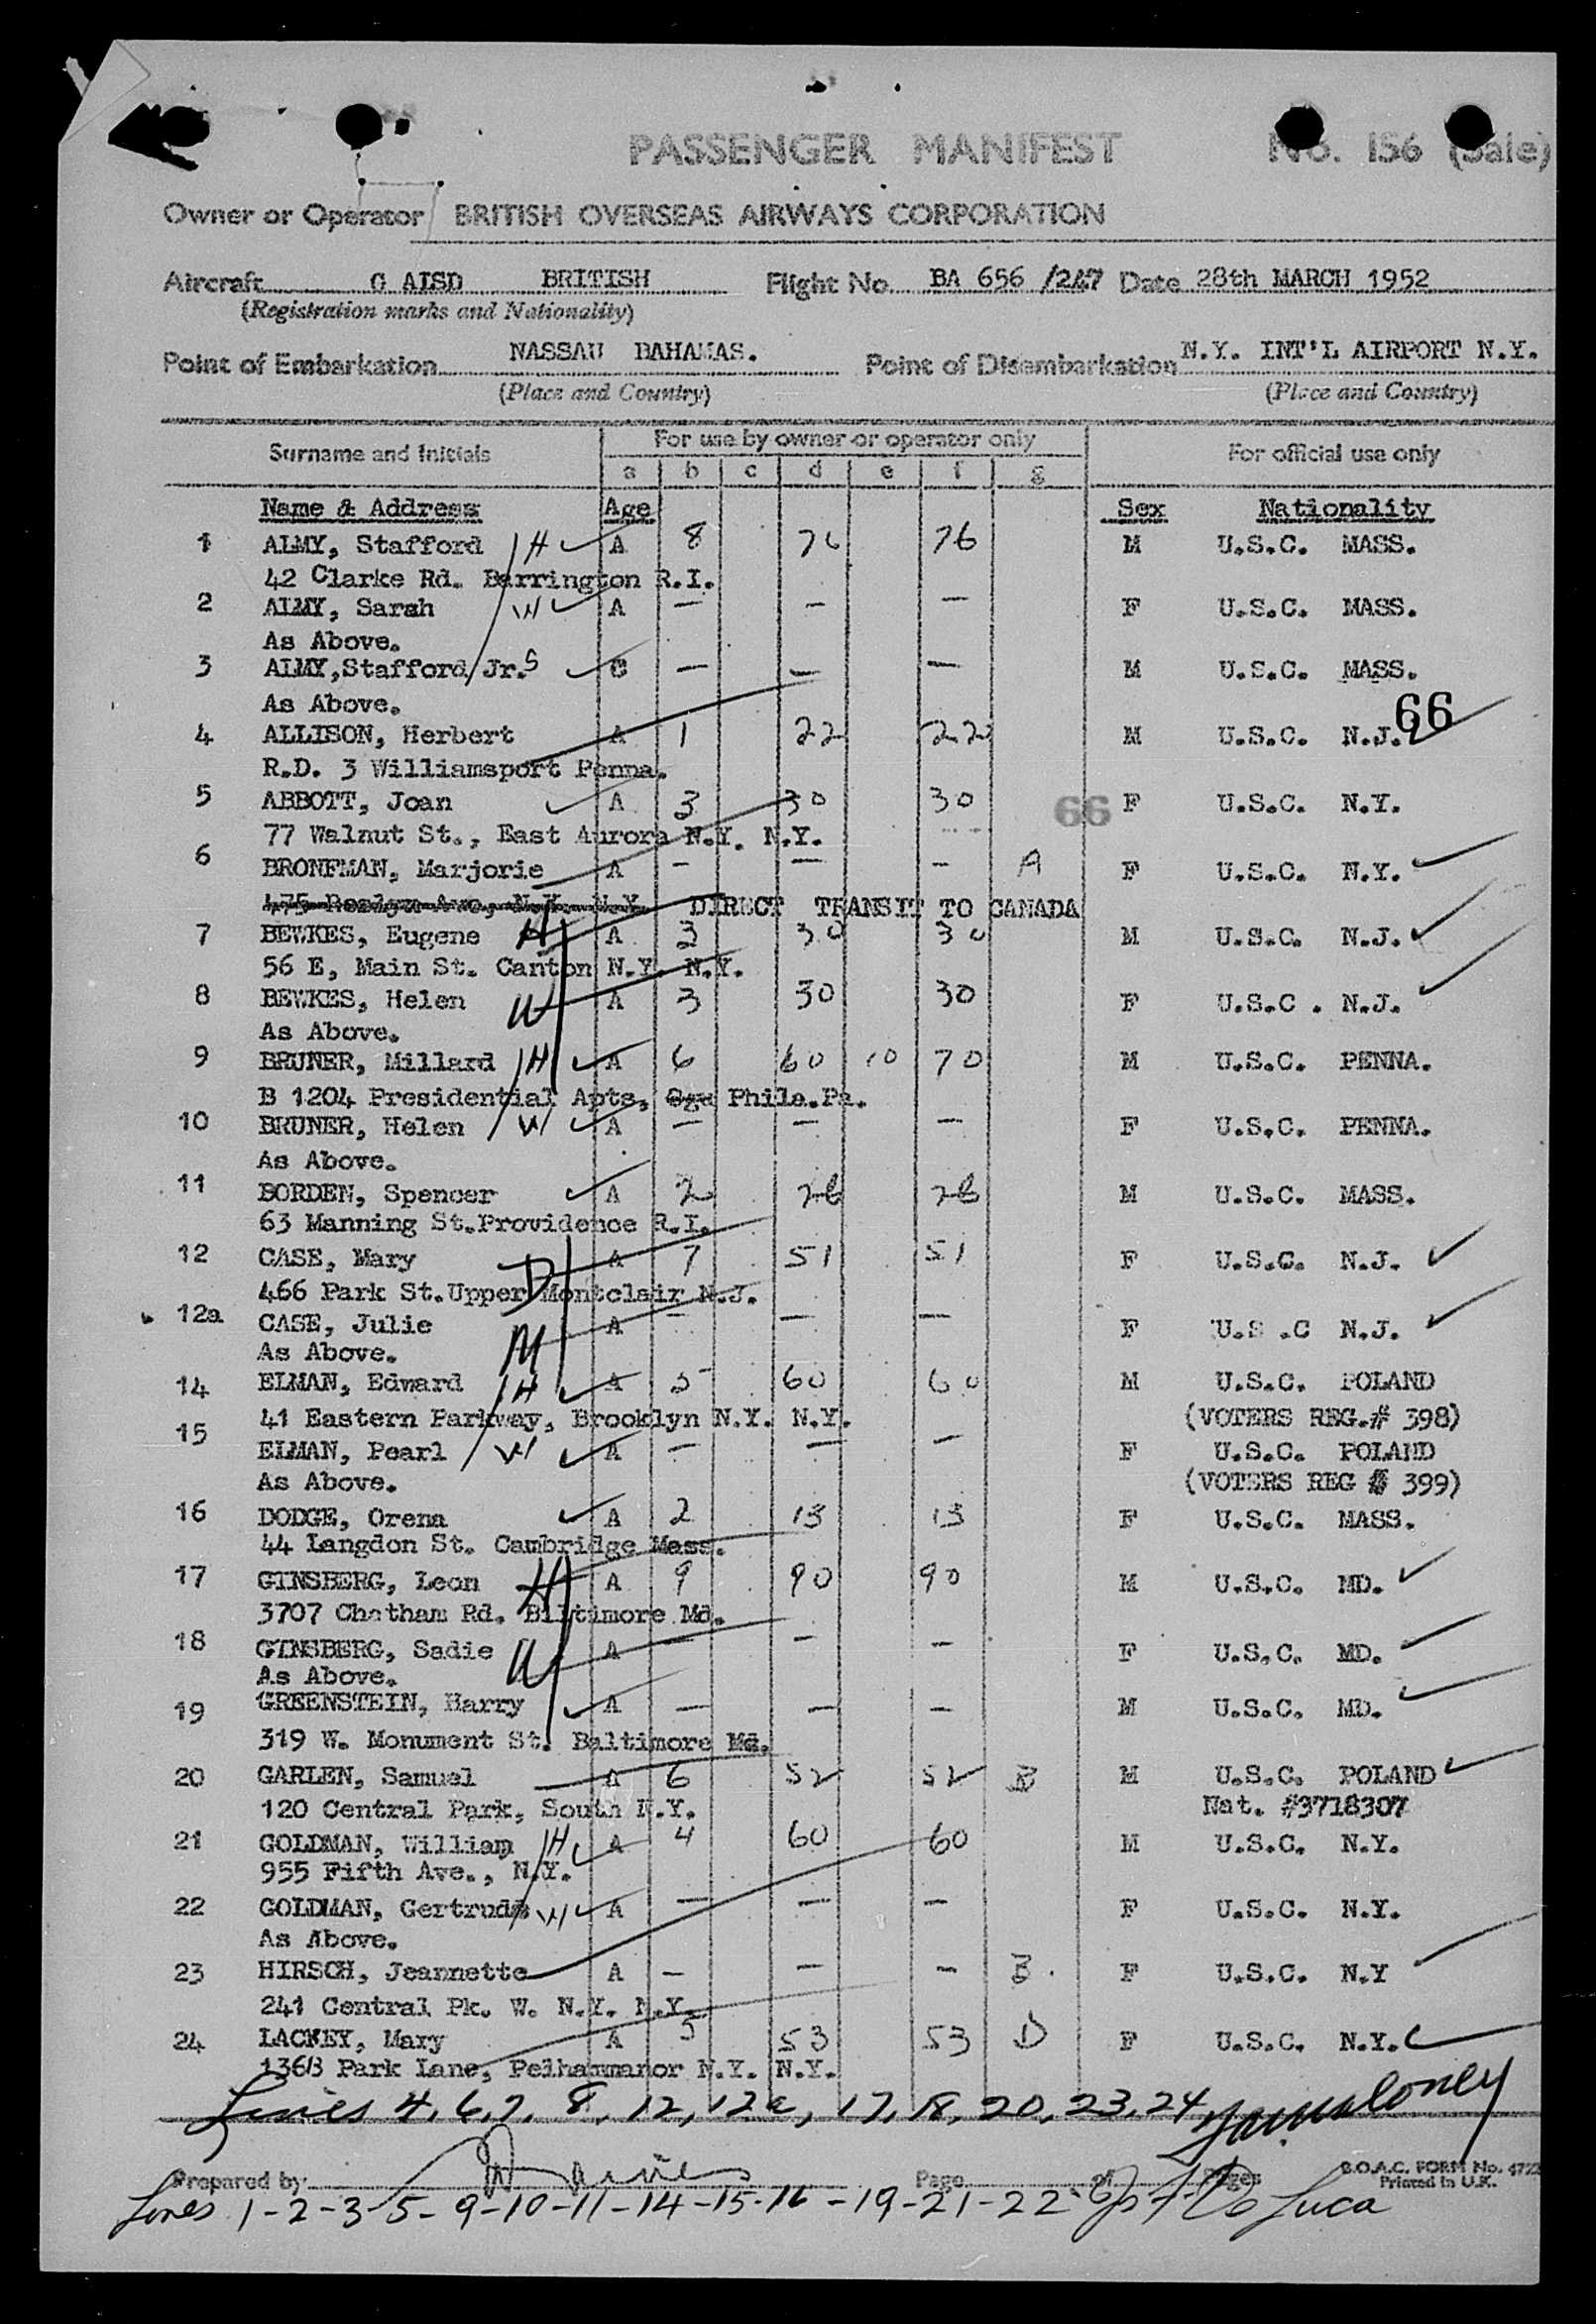 PASSENGER MANIFEST No. 156 (Sale)
Owner or Operator BRITISH OVERSEAS AIRWAYS CORPORATION
Aircraft G AISD BRITISH Flight No. BA 656 /247 Date 28th MARCH 1952
(Registration marks and Nationality)
Point of Embarkation NASSAU BAHAMAS. Point of Disembarkation N.Y. INT'L AIRPORT N.Y.
(Place and Country) (Place and Country)
Surname and Initials For use by owner or operator only For official use only
a b c d e f g
Name & Address Age Sex Nationality
1 ALMY, Stafford H A 8 76 76 M U.S.C. MASS.
42 Clarke Rd. Barrington R.I.
2 ALMY, Sarah W A — — — F U.S.C. MASS.
As Above.
3 ALMY,Stafford Jr. S C — — — M U.S.C. MASS.
As Above.
66
4 ALLISON, Herbert A 1 22 22 M U.S.C. N.J.
R.D. 3 Williamsport Penna.
5 ABBOTT, Joan A 3 30 30 66 F U.S.C. N.Y.
77 Walnut St., East Aurora N.Y. N.Y.
6 BRONFMAN, Marjorie A — — — A F U.S.C. N.Y.
475 Ave, N.Y. N.Y. DIRECT TRANSIT TO CANADA
7 BEWKES, Eugene H A 3 30 30 M U.S.C. N.J.
56 E, Main St. Canton N.Y. N.Y.
8 BEWKES, Helen W A 3 30 30 F U.S.C . N.J.
As Above.
9 BRUNER, Millard H A 6 60 10 70 M U.S.C. PENNA.
B 1204 Presidential Apts, Phila.Pa.
10 BRUNER, Helen W A — — — F U.S.C. PENNA.
As Above.
11 BORDEN, Spencer A 2 26 26 M U.S.C. MASS.
63 Manning St.Providence R.I.
12 CASE, Mary D A 7 51 51 F U.S.C. N.J.
466 Park St.Upper Montclair N.J.
12a CASE, Julie M A — — — F U.S .C N.J.
As Above.
14 ELMAN, Edward H A 5 60 60 M U.S.C. POLAND
41 Eastern Parkway, Brooklyn N.Y. N.Y. (VOTERS REG.# 398)
15 ELMAN, Pearl W A — — — F U.S.C. POLAND
As Above. (VOTERS REG # 399)
16 DODGE, Orena A 2 13 13 F U.S.C. MASS.
44 Langdon St. Cambridge Mass.
17 GINSBERG, Leon H A 9 90 90 M U.S.C. MD.
3707 Chatham Rd. Biltimore Md.
18 GINSBERG, Sadie W A — — — F U.S.C. MD.
As Above.
19 GREENSTEIN, Harry A — — — M U.S.C. MD.
319 W. Monument St. Baltimore Md.
20 GARLEN, Samuel A 6 52 52 B M U.S.C. POLAND
120 Central Park, South N.Y. Nat. #3718307
21 GOLDMAN, William H A 4 60 60 M U.S.C. N.Y.
955 Fifth Ave., N.Y.
22 GOLDMAN, Gertrude W A — — — F U.S.C. N.Y.
As Above.
23 HIRSCH, Jeannette A — — — B. F U.S.C. N.Y
241 Central Pk. W. N.Y. N.Y.
24 LACKEY, Mary A 5 53 53 D F U.S.C. N.Y.
1368 Park Lane, Pelhammanor N.Y. N.Y.
Lines 4, 6, 7, 8, 12, 12a, 17, 18, 20, 23, 24
Prepared by Page of Pages B.O.A.C. FORM No. 4722
Printed in U.K.
Lines 1-2-3-5-9-10-11-14-15-16-19-21-22 De Luca